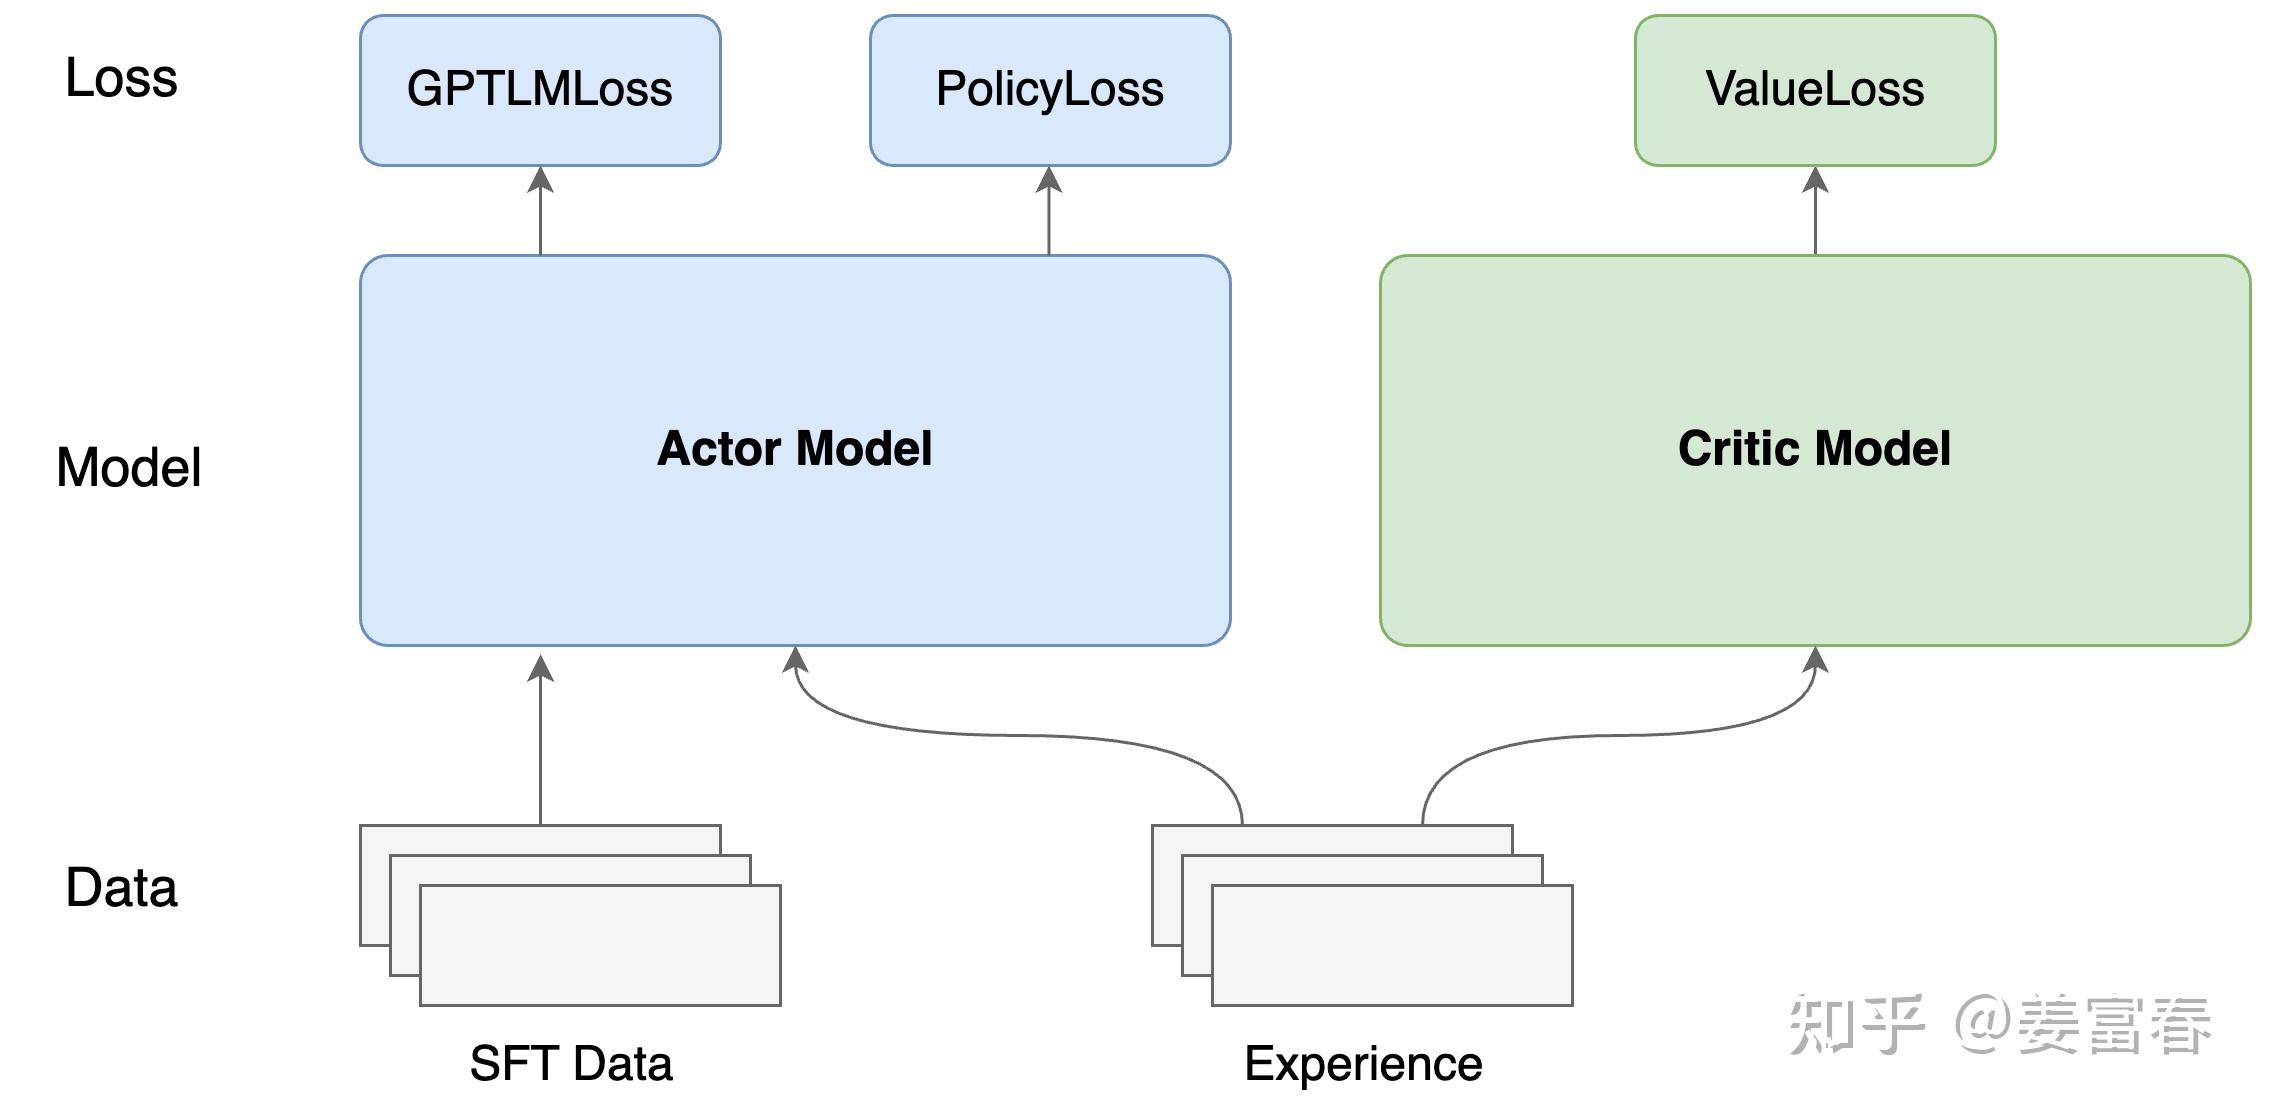 Loss
GPTLMLoss
PolicyLoss
ValueLoss
Model
Actor Model
Critic Model
Data
SFT Data
Experience
知乎 @姜富春